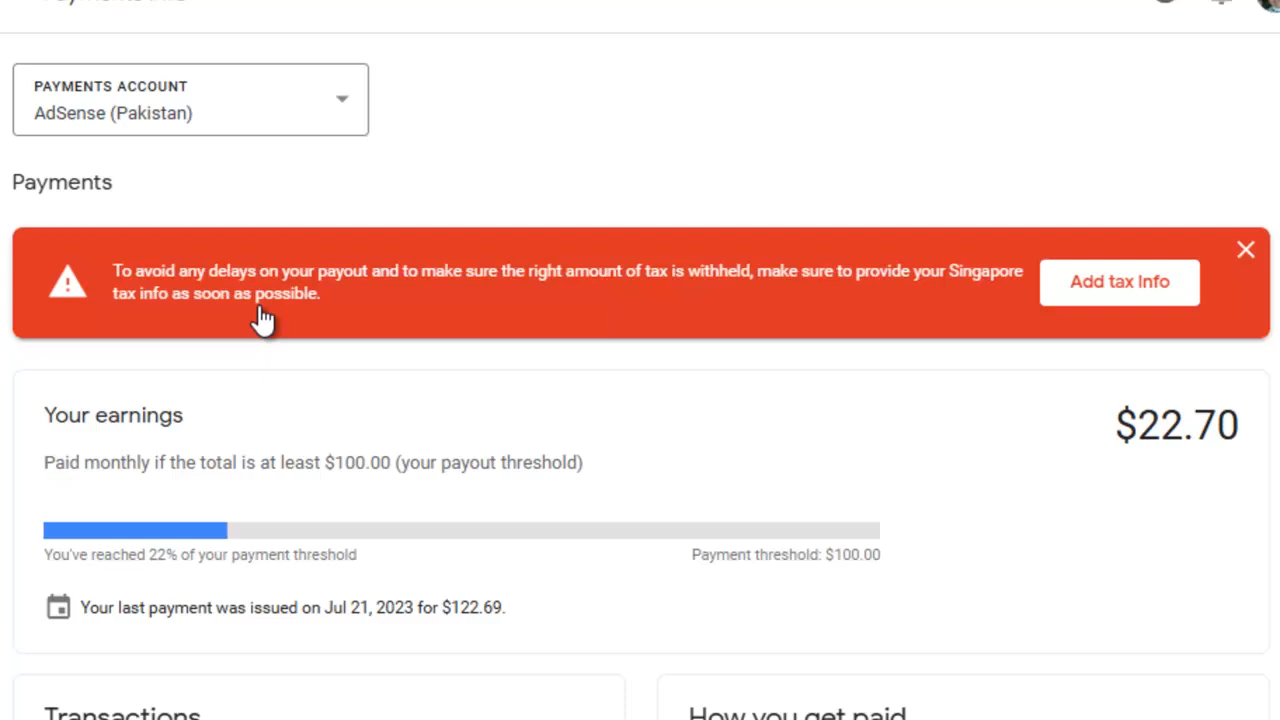 PAYMENTS ACCOUNT
AdSense (Pakistan)
Payments
To avoid any delays on your payout and to make sure the right amount of tax is withheld, make sure to provide your Singapore
tax info as soon as possible.
Add tax info
Your earnings
$22.70
Paid monthly if the total is at least $100.00 (your payout threshold)
You've reached 22% of your payment threshold
Payment threshold: $100.00
Your last payment was issued on Jul 21, 2023 for $122.69.
Transactions
How you get paid